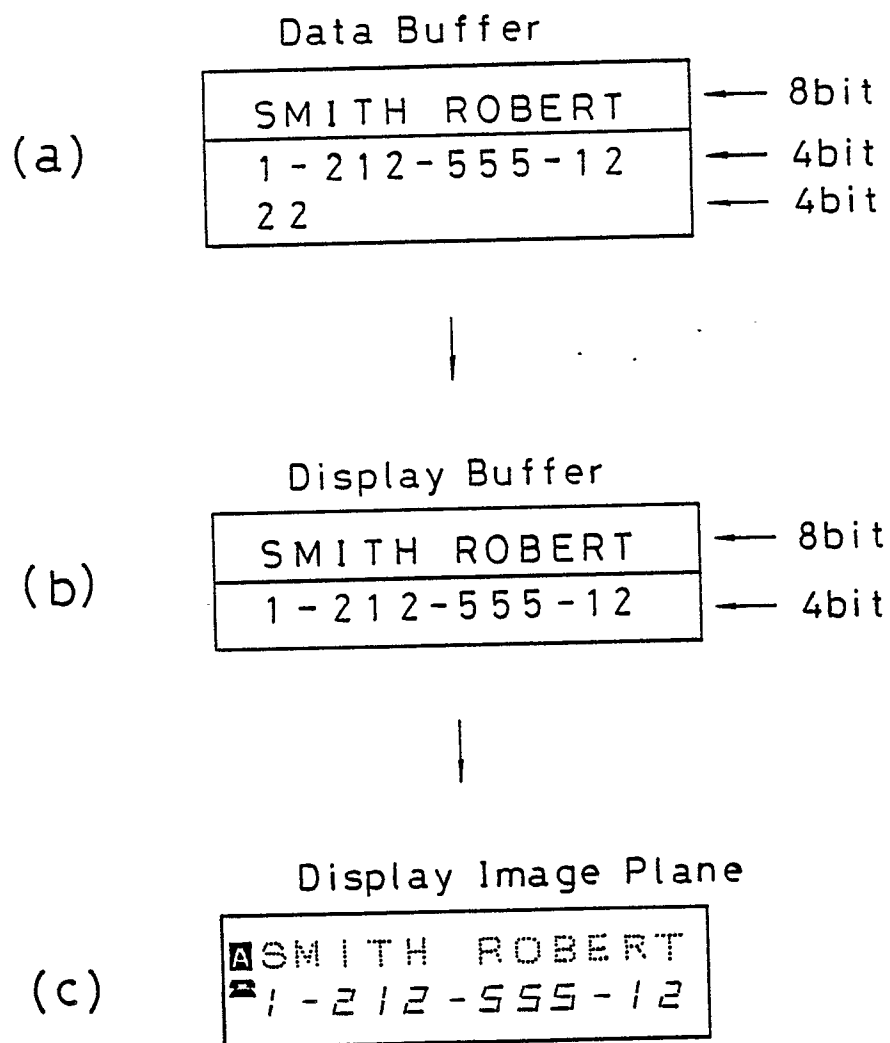 Data Buffer
SMITH ROBERT 8bit
(a) 1-212-555-12 4bit
22 4bit
Display Buffer
SMITH ROBERT 8bit
(b) 1-212-555-12 4bit
Display Image Plane
A SMITH ROBERT
(c) 1-212-555-12